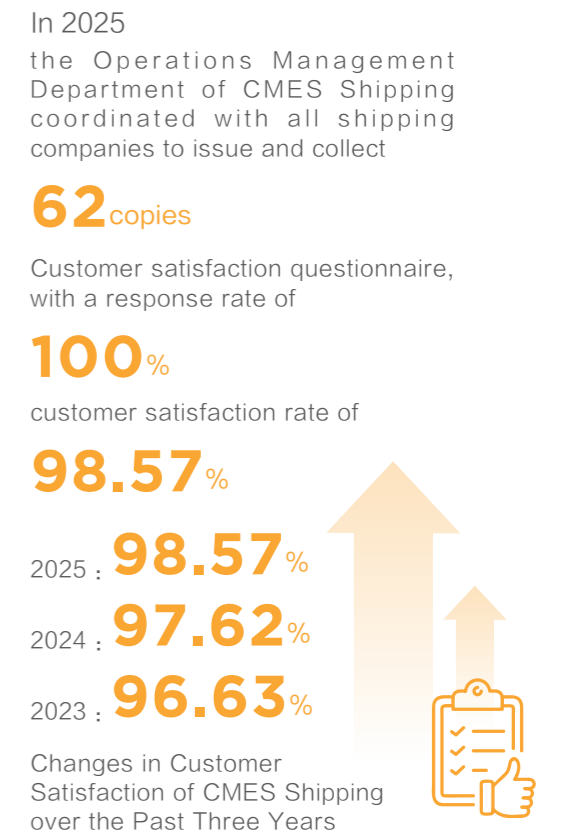 In 2025
the Operations Management
Department of CMES Shipping
coordinated with all shipping
companies to issue and collect
62 copies
Customer satisfaction questionnaire,
with a response rate of
100%
customer satisfaction rate of
98.57%
2025 : 98.57%
2024 : 97.62%
2023 : 96.63%
Changes in Customer
Satisfaction of CMES Shipping
over the Past Three Years